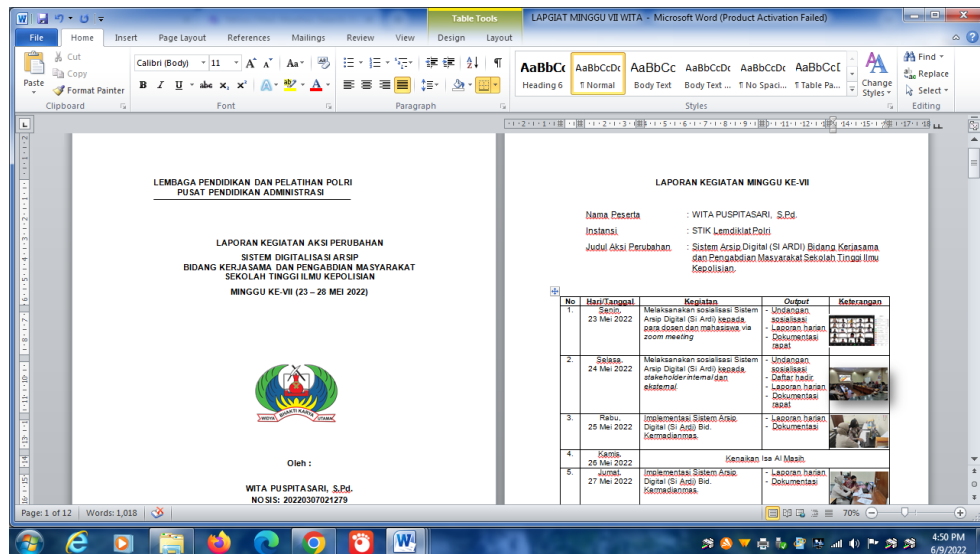 LAPGIAT MINGGU VII WITA - Microsoft Word (Product Activation Failed)
Table Tools
File Home Insert Page Layout References Mailings Review View Design Layout
Paste
Cut
Copy
Format Painter
Clipboard
Calibri (Body) 11
Font
Paragraph
AaBbCc AaBbCcDc AaBbCc AaBbCcDc AaBbCcDc AaBbCcI
Heading 6 ¶ Normal Body Text Body Text ... ¶ No Spaci... ¶ Table Pa...
Styles
Change Styles
Find
Replace
Select
Editing
LEMBAGA PENDIDIKAN DAN PELATIHAN POLRI
PUSAT PENDIDIKAN ADMINISTRASI
LAPORAN KEGIATAN AKSI PERUBAHAN
SISTEM DIGITALISASI ARSIP
BIDANG KERJASAMA DAN PENGABDIAN MASYARAKAT
SEKOLAH TINGGI ILMU KEPOLISIAN
MINGGU KE-VII (23 – 28 MEI 2022)
WIDYA BHAKTI KARYA UTAMA
Oleh :
WITA PUSPITASARI, S.Pd.
NO SIS: 20220307021279
LAPORAN KEGIATAN MINGGU KE-VII
Nama Peserta : WITA PUSPITASARI, S.Pd.
Instansi : STIK Lemdiklat Polri
Judul Aksi Perubahan : Sistem Arsip Digital (SI ARDI) Bidang Kerjasama
dan Pengabdian Masyarakat Sekolah Tinggi Ilmu
Kepolisian.
No Hari/Tanggal Kegiatan Output Keterangan
1. Senin, Melaksanakan sosialisasi Sistem - Undangan
23 Mei 2022 Arsip Digital (Si Ardi) kepada sosialisasi
para dosen dan mahasiswa via - Laporan harian
zoom meeting - Dokumentasi
rapat
2. Selasa, Melaksanakan sosialisasi Sistem - Undangan
24 Mei 2022 Arsip Digital (Si Ardi) kepada sosialisasi
stakeholder internal dan - Daftar hadir
eksternal. - Laporan harian
- Dokumentasi
rapat
3. Rabu, Implementasi Sistem Arsip - Laporan harian
25 Mei 2022 Digital (Si Ardi) Bid. - Dokumentasi
Kermadianmas.
4. Kamis, Kenaikan Isa Al Masih
26 Mei 2022
5. Jumat, Implementasi Sistem Arsip - Laporan harian
27 Mei 2022 Digital (Si Ardi) Bid. - Dokumentasi
Kermadianmas.
Page: 1 of 12 Words: 1,018 70%
4:50 PM
6/9/2022